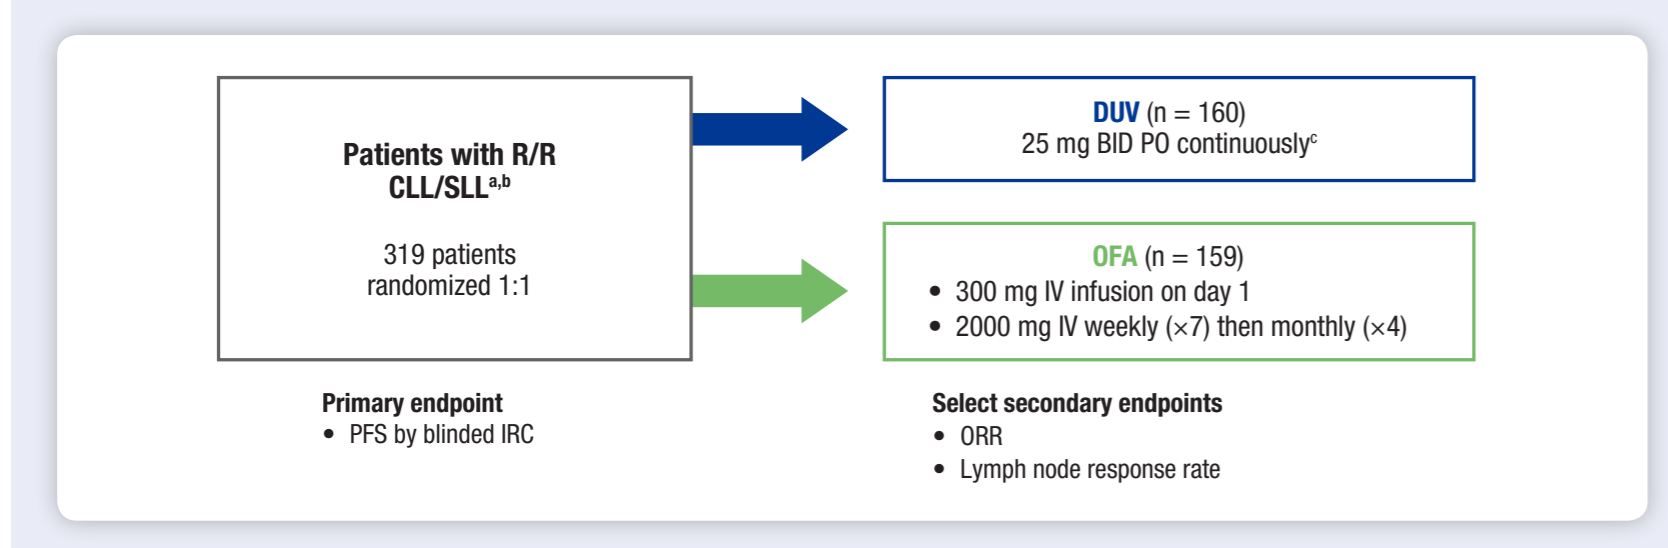 Patients with R/R
CLL/SLLa,b
319 patients
randomized 1:1
DUV (n = 160)
25 mg BID PO continuouslyc
OFA (n = 159)
• 300 mg IV infusion on day 1
• 2000 mg IV weekly (×7) then monthly (×4)
Primary endpoint
• PFS by blinded IRC
Select secondary endpoints
• ORR
• Lymph node response rate